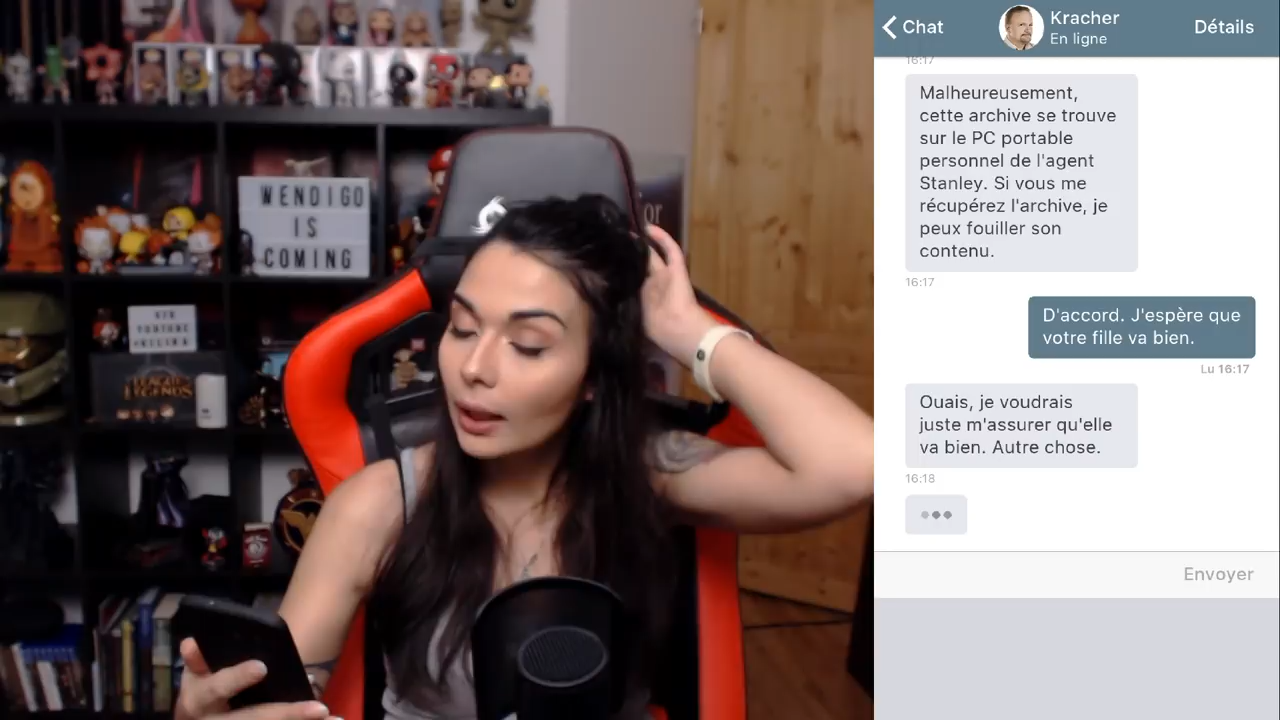 WENDIGO
IS
COMING
LEAGUE OF
LEGENDS
or
Chat
Kracher
En ligne
Détails
16:17
Malheureusement,
cette archive se trouve
sur le PC portable
personnel de l'agent
Stanley. Si vous me
récupérez l'archive, je
peux fouiller son
contenu.
16:17
D'accord. J'espère que
votre fille va bien.
Lu 16:17
Ouais, je voudrais
juste m'assurer qu'elle
va bien. Autre chose.
16:18
Envoyer